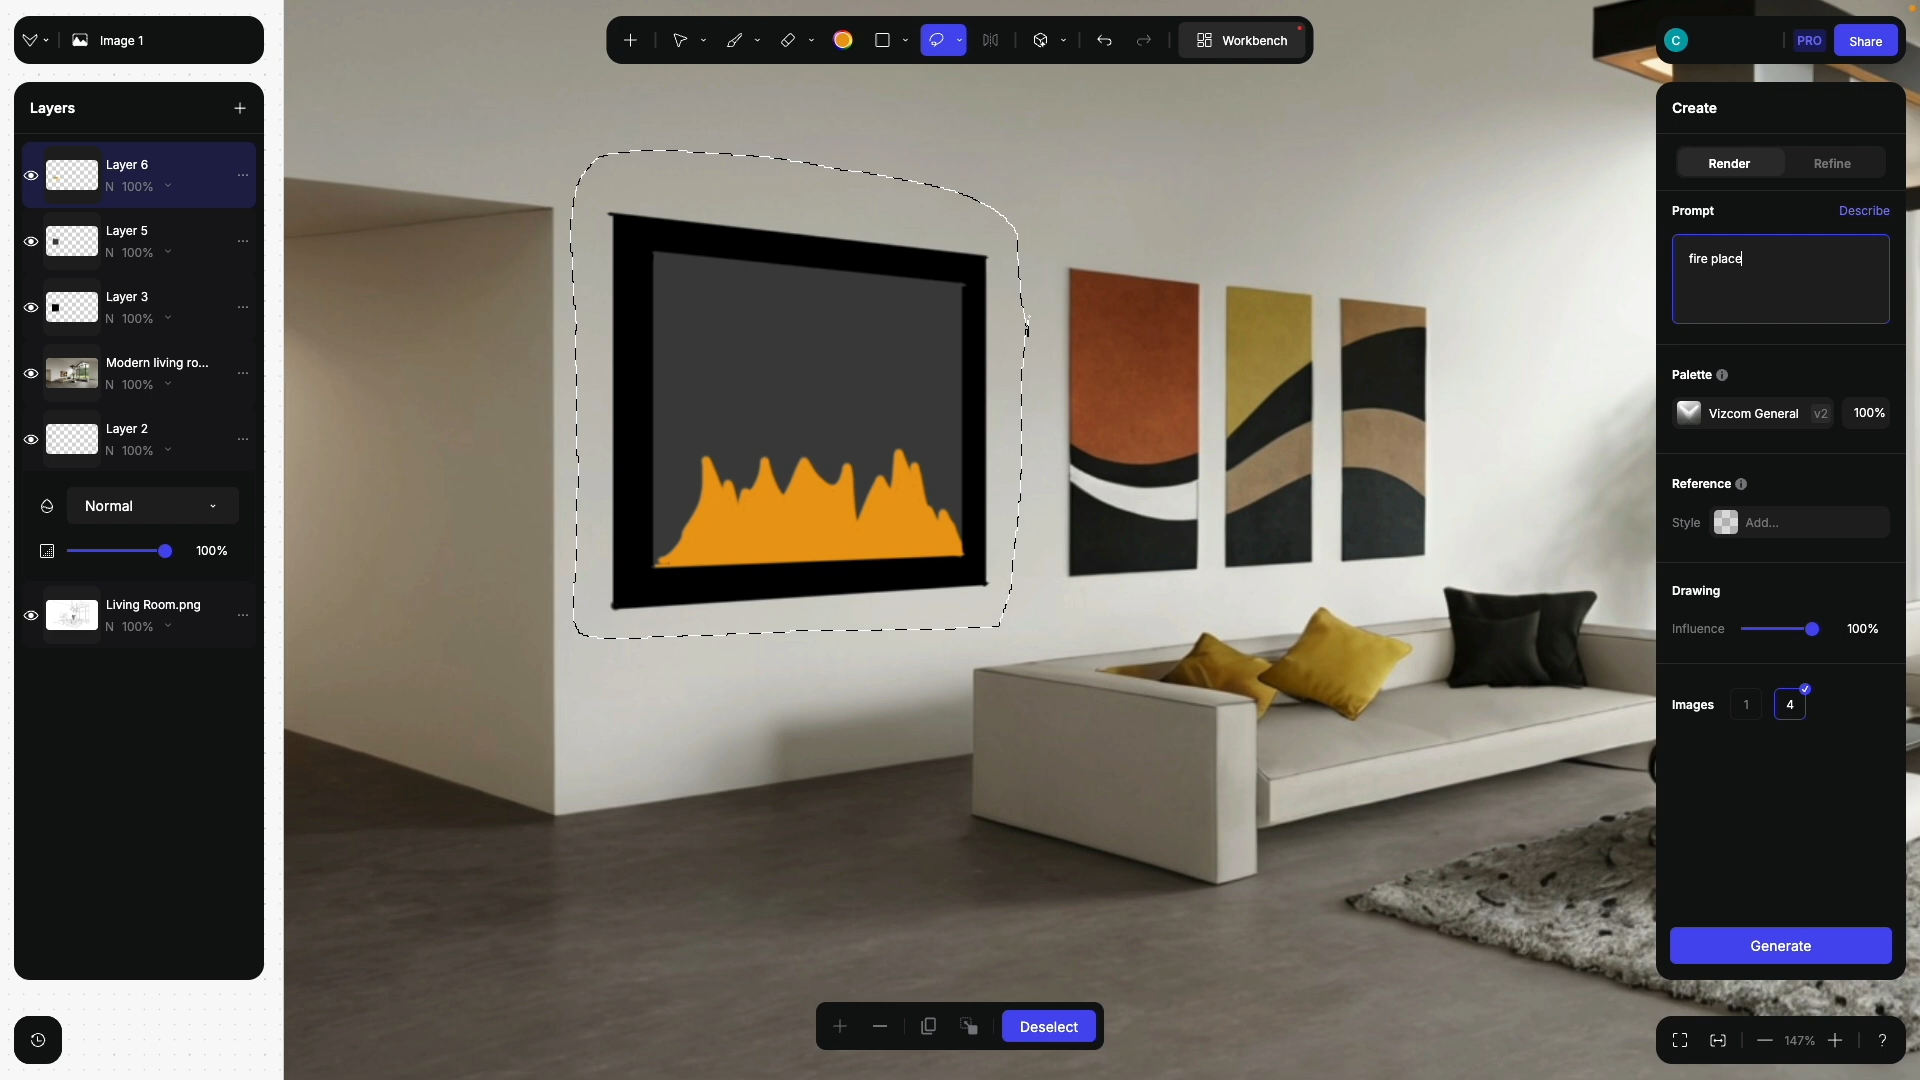 Image 1
Workbench
C
PRO
Share
Layers
Layer 6
N 100%
Layer 5
N 100%
Layer 3
N 100%
Modern living ro...
N 100%
Layer 2
N 100%
Normal
100%
Living Room.png
N 100%
Create
Render Refine
Prompt Describe
fire place
Palette
Vizcom General v2 100%
Reference
Style Add...
Drawing
Influence 100%
Images 1 4
Generate
Deselect
147% ?